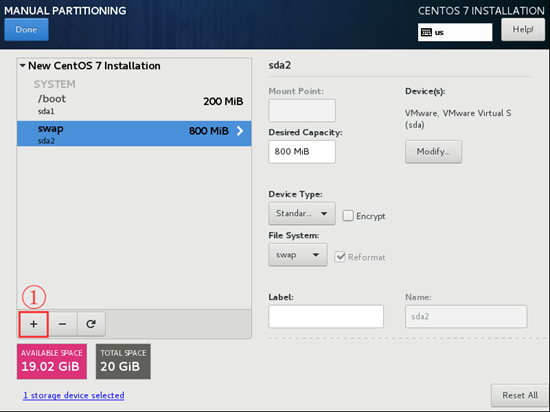 MANUAL PARTITIONING
CENTOS 7 INSTALLATION
Done
us
Help!
New CentOS 7 Installation
SYSTEM
/boot
200 MiB
sda1
swap
800 MiB
sda2
①
+ −
AVAILABLE SPACE
19.02 GiB
TOTAL SPACE
20 GiB
1 storage device selected
sda2
Mount Point:
Device(s):
VMware, VMware Virtual S
(sda)
Desired Capacity:
800 MiB
Modify...
Device Type:
Standar...
Encrypt
File System:
swap
Reformat
Label:
Name:
sda2
Reset All